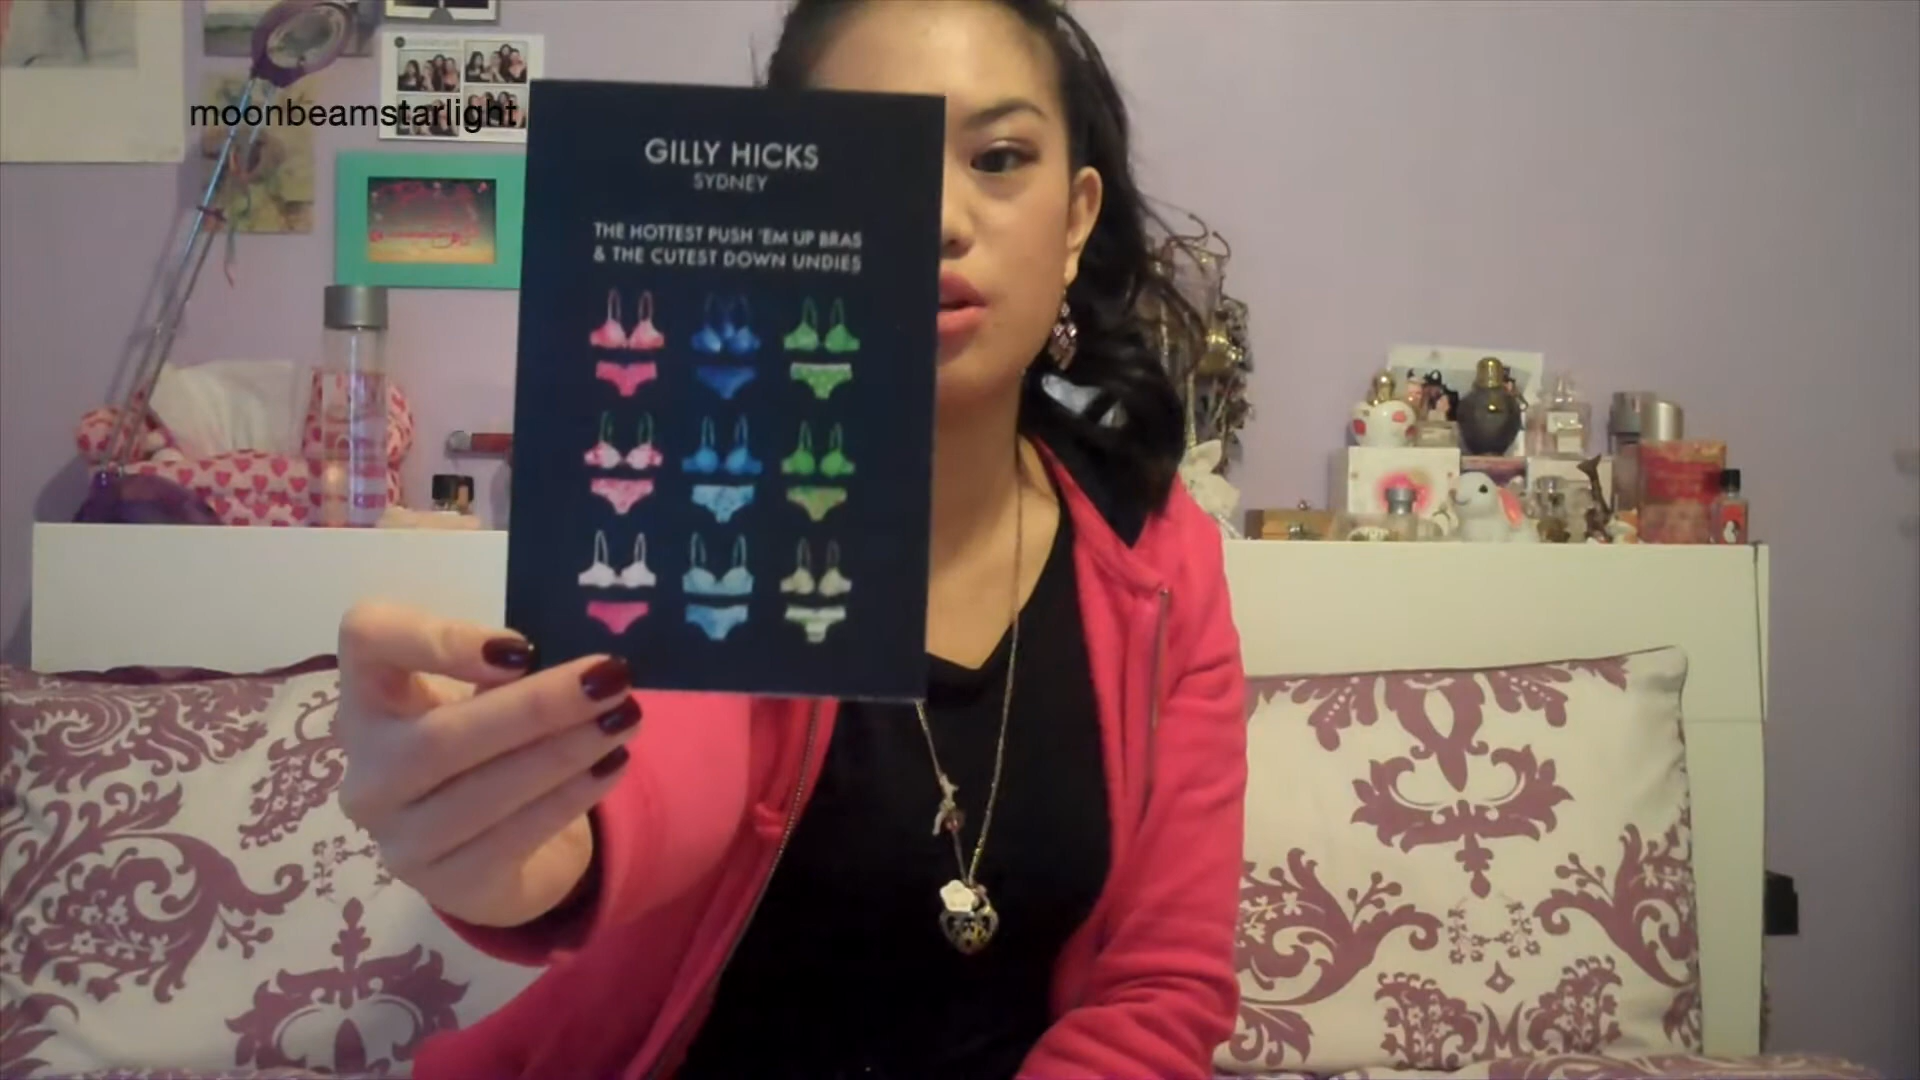 moonbeamstarlight
GILLY HICKS
SYDNEY
THE HOTTEST PUSH 'EM UP BRAS
& THE CUTEST DOWN UNDIES